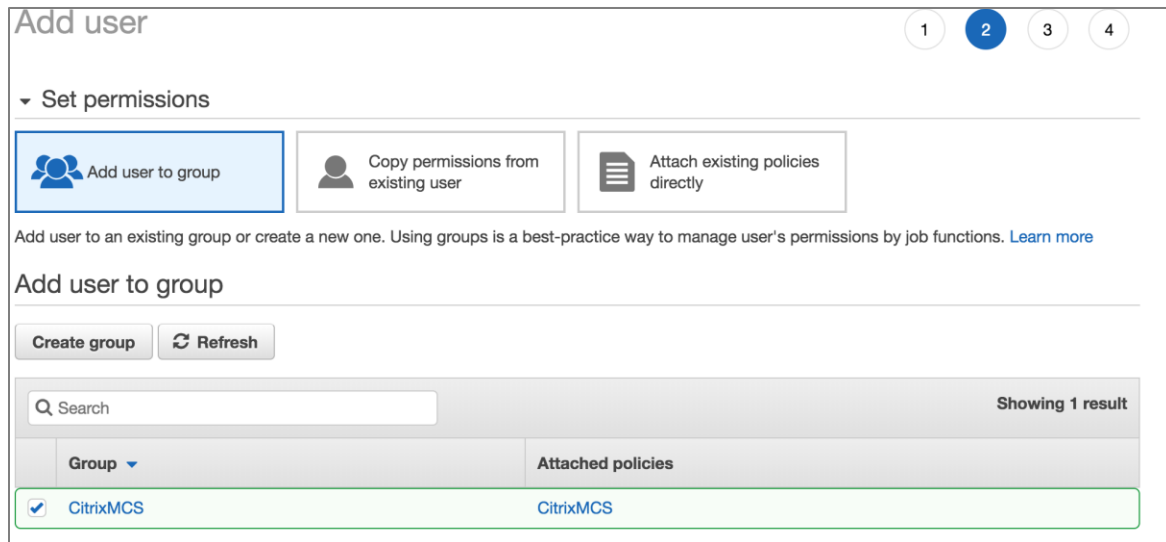 Add user
1 2 3 4
Set permissions
Add user to group
Copy permissions from
existing user
Attach existing policies
directly
Add user to an existing group or create a new one. Using groups is a best-practice way to manage user's permissions by job functions. Learn more
Add user to group
Create group Refresh
Search Showing 1 result
Group Attached policies
CitrixMCS CitrixMCS